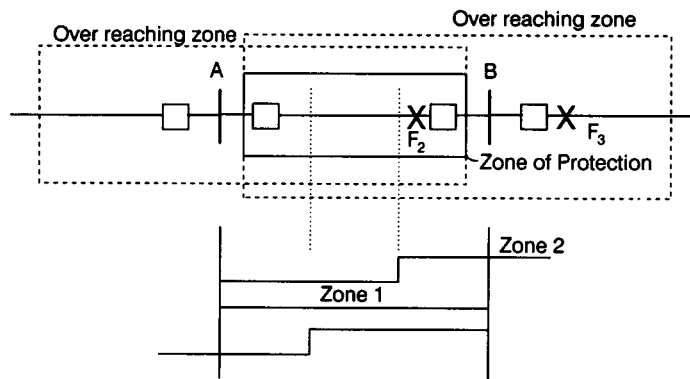 Over reaching zone
Over reaching zone
A
B
F2
F3
Zone of Protection
Zone 2
Zone 1